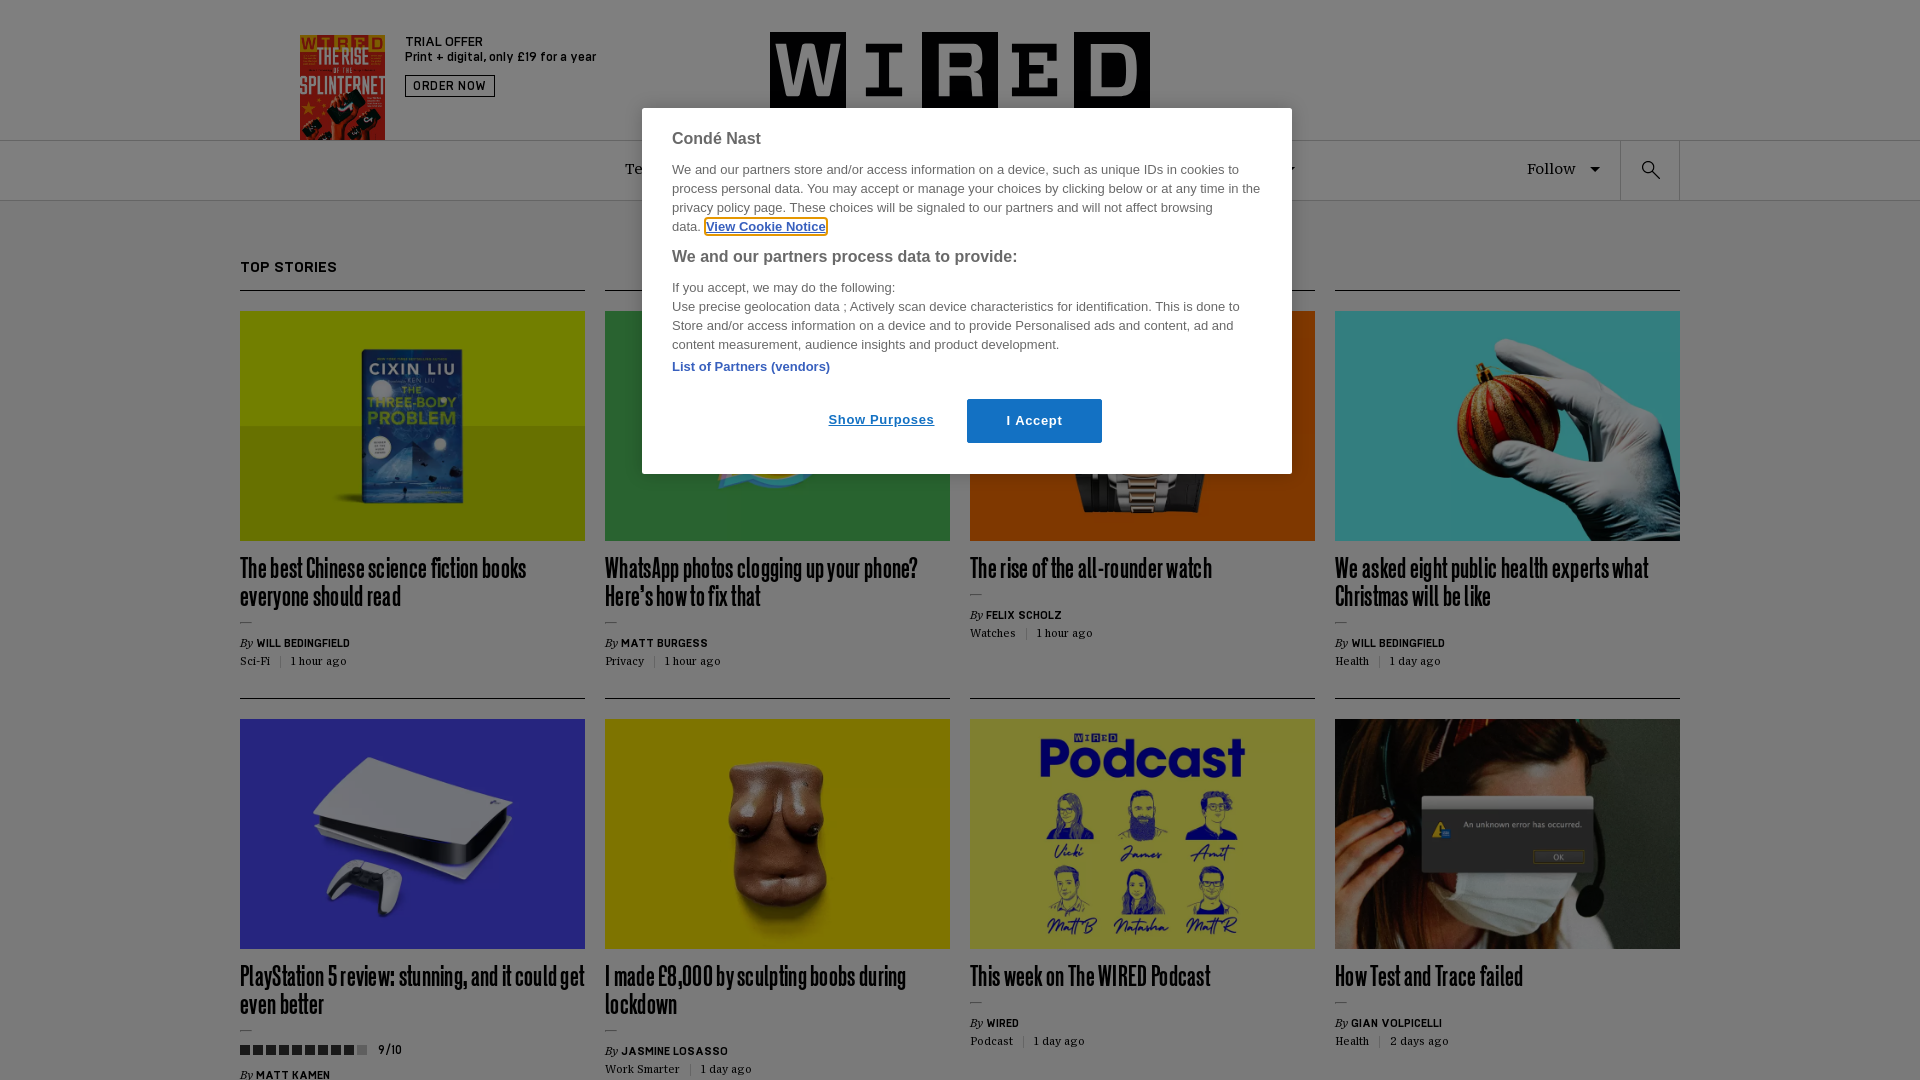 WIRED
THE RISE
OF THE
SPLINTERNET
TRIAL OFFER
Print + digital, only £19 for a year
ORDER NOW
WIRED
Te
Follow
Condé Nast
We and our partners store and/or access information on a device, such as unique IDs in cookies to
process personal data. You may accept or manage your choices by clicking below or at any time in the
privacy policy page. These choices will be signaled to our partners and will not affect browsing
data. View Cookie Notice
We and our partners process data to provide:
If you accept, we may do the following:
Use precise geolocation data ; Actively scan device characteristics for identification. This is done to
Store and/or access information on a device and to provide Personalised ads and content, ad and
content measurement, audience insights and product development.
List of Partners (vendors)
Show Purposes
I Accept
TOP STORIES
CIXIN LIU
KEN LIU
THE
THREE-BODY
PROBLEM
The best Chinese science fiction books
everyone should read
By WILL BEDINGFIELD
Sci-Fi
1 hour ago
WhatsApp photos clogging up your phone?
Here's how to fix that
By MATT BURGESS
Privacy
1 hour ago
The rise of the all-rounder watch
By FELIX SCHOLZ
Watches
1 hour ago
We asked eight public health experts what
Christmas will be like
By WILL BEDINGFIELD
Health
1 day ago
PlayStation 5 review: stunning, and it could get
even better
9/10
By MATT KAMEN
I made £8,000 by sculpting boobs during
lockdown
By JASMINE LOSASSO
Work Smarter
1 day ago
WIRED
Podcast
Vicki
James
Amit
Matt B
Natasha
Matt R
This week on The WIRED Podcast
By WIRED
Podcast
1 day ago
An unknown error has occurred.
OK
How Test and Trace failed
By GIAN VOLPICELLI
Health
2 days ago